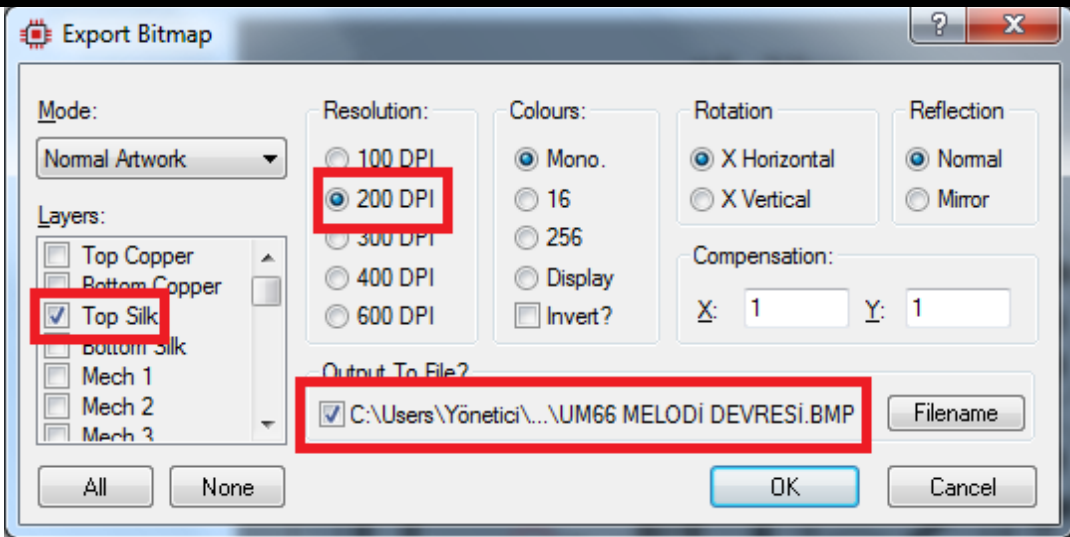 Export Bitmap
?
X
Mode:
Normal Artwork
Layers:
Top Copper
Bottom Copper
Top Silk
Bottom Silk
Mech 1
Mech 2
Mech 3
All
None
Resolution:
100 DPI
200 DPI
300 DPI
400 DPI
600 DPI
Colours:
Mono.
16
256
Display
Invert?
Rotation
X Horizontal
X Vertical
Reflection
Normal
Mirror
Compensation:
X: 1 Y: 1
Output To File?
C:\Users\Yönetici\...\UM66 MELODİ DEVRESİ.BMP
Filename
OK
Cancel